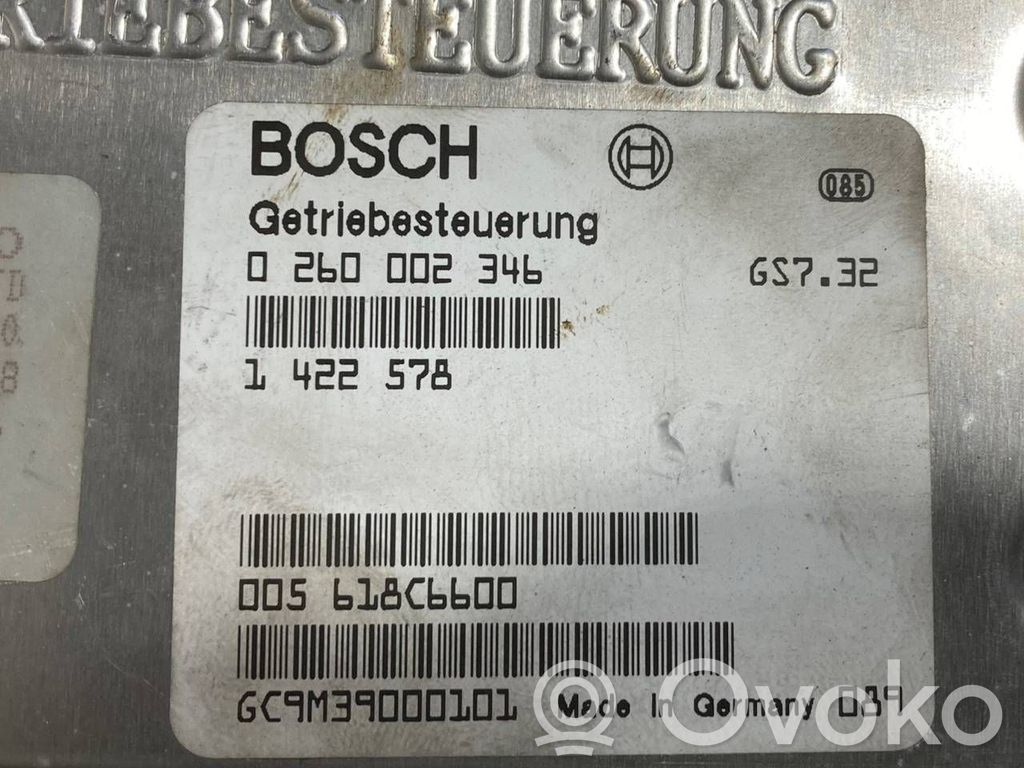 RIEBESTEUERUNG
BOSCH
085
Getriebesteuerung
0 260 002 346 GS7.32
1 422 578
005 618C6600
GC9M39000101 Made In Germany 089
Ovoko